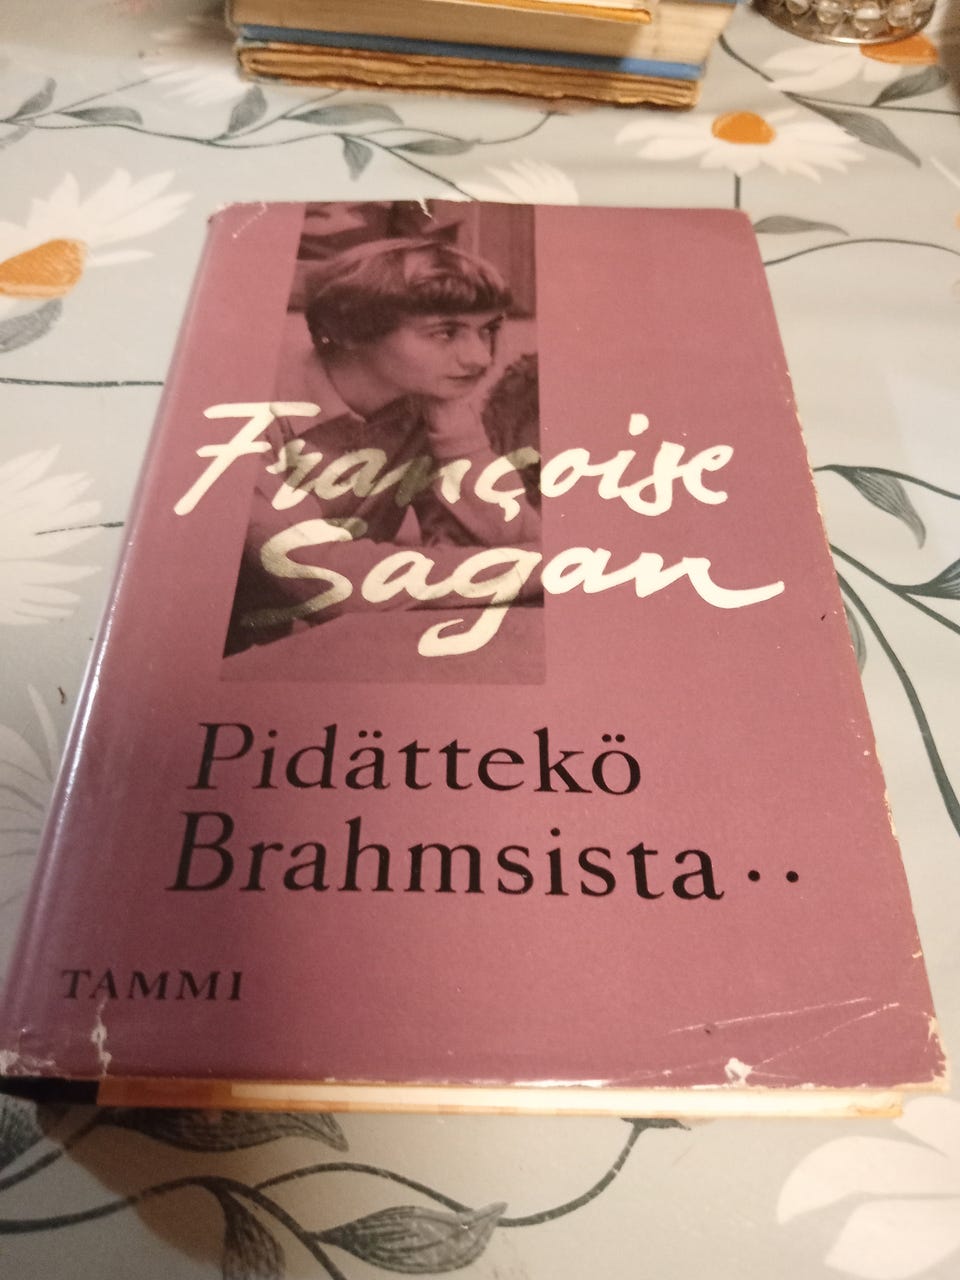 Françoise
Sagan
Pidättekö
Brahmsista..
TAMMI